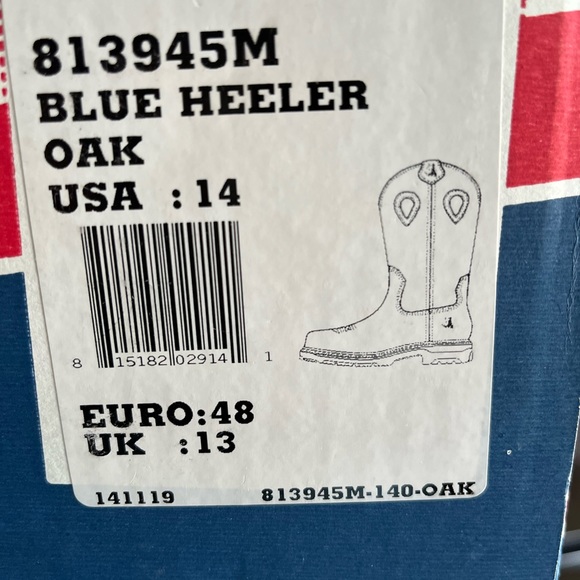 813945M
BLUE HEELER
OAK
USA : 14
8 15182 02914 1
EURO:48
UK :13
141119 813945M-140-OAK